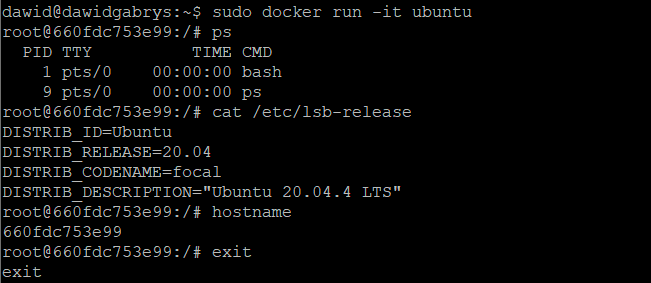 dawid@dawidgabrys:~$ sudo docker run -it ubuntu
root@660fdc753e99:/# ps
  PID TTY          TIME CMD
    1 pts/0    00:00:00 bash
    9 pts/0    00:00:00 ps
root@660fdc753e99:/# cat /etc/lsb-release
DISTRIB_ID=Ubuntu
DISTRIB_RELEASE=20.04
DISTRIB_CODENAME=focal
DISTRIB_DESCRIPTION="Ubuntu 20.04.4 LTS"
root@660fdc753e99:/# hostname
660fdc753e99
root@660fdc753e99:/# exit
exit